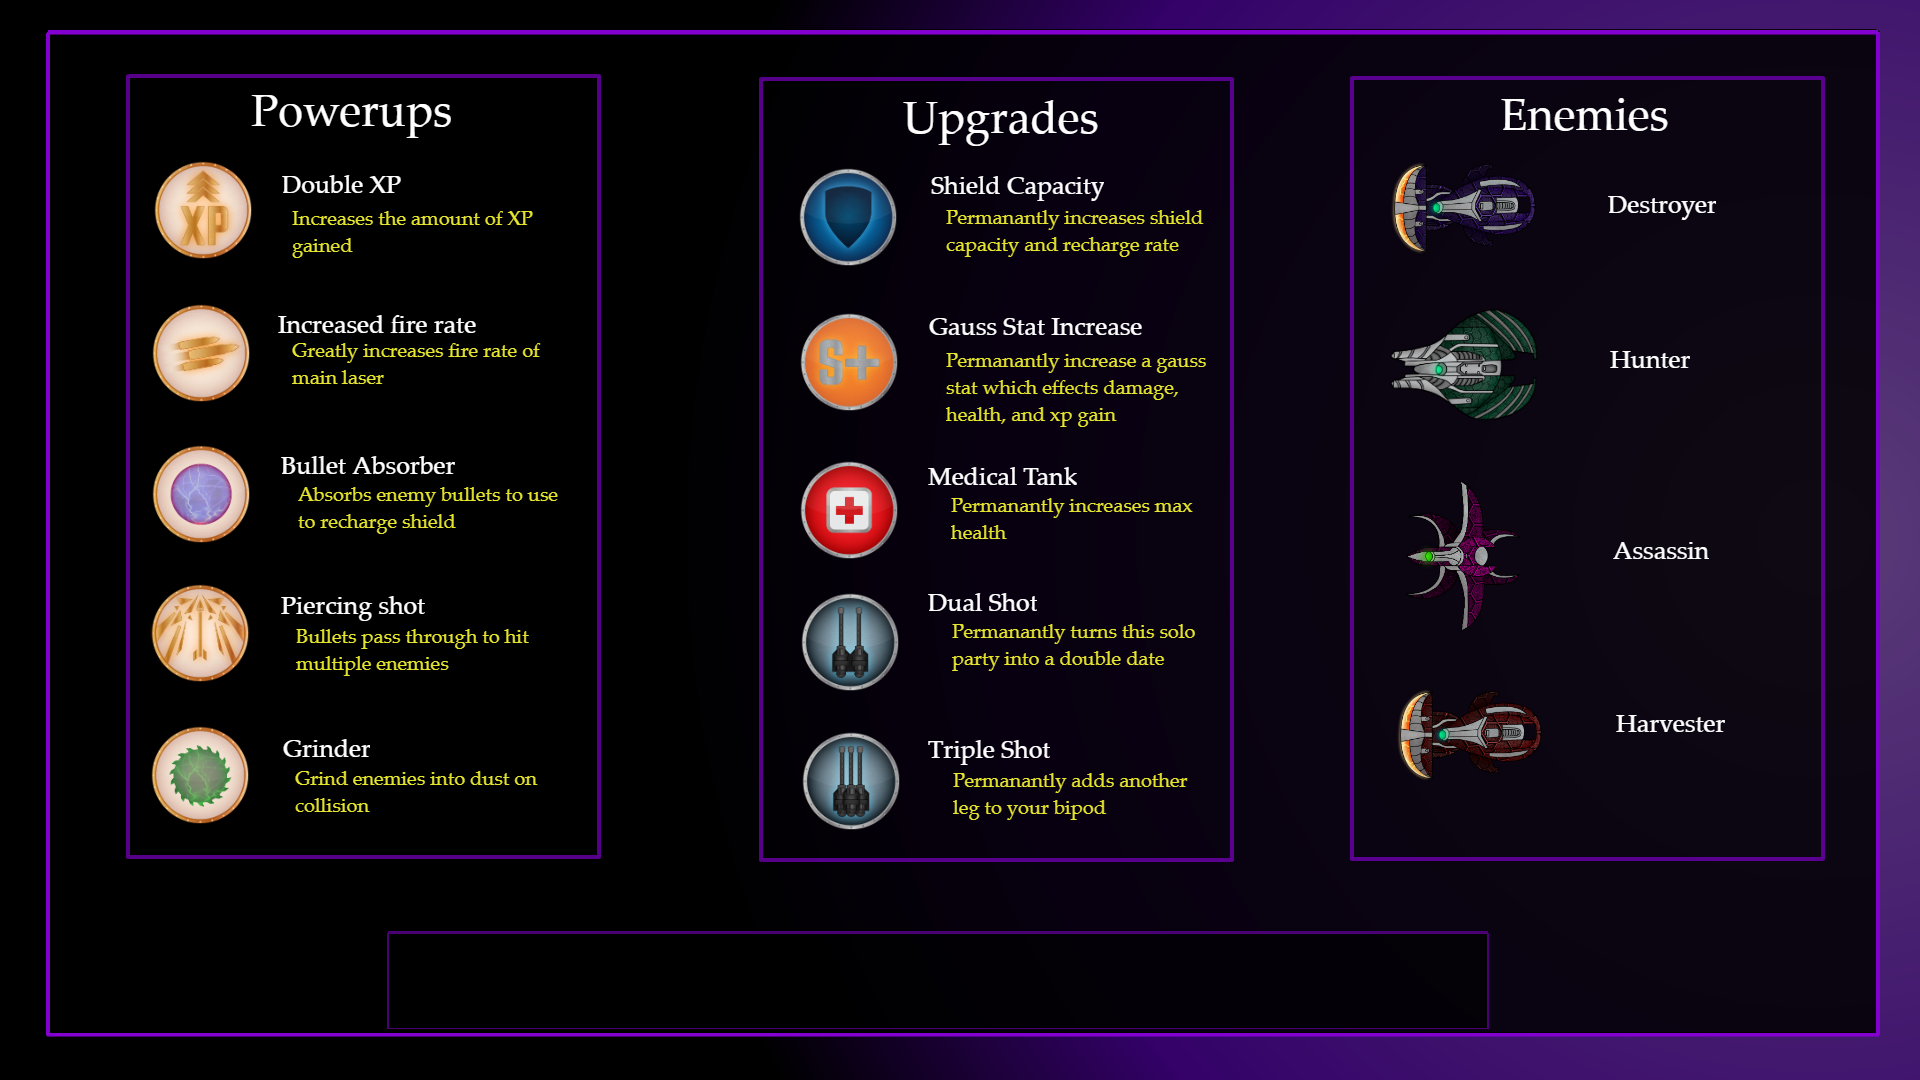 Powerups
XP
Double XP
Increases the amount of XP
gained
Increased fire rate
Greatly increases fire rate of
main laser
Bullet Absorber
Absorbs enemy bullets to use
to recharge shield
Piercing shot
Bullets pass through to hit
multiple enemies
Grinder
Grind enemies into dust on
collision
Upgrades
Shield Capacity
Permanantly increases shield
capacity and recharge rate
S+
Gauss Stat Increase
Permanantly increase a gauss
stat which effects damage,
health, and xp gain
Medical Tank
Permanantly increases max
health
Dual Shot
Permanantly turns this solo
party into a double date
Triple Shot
Permanantly adds another
leg to your bipod
Enemies
Destroyer
Hunter
Assassin
Harvester